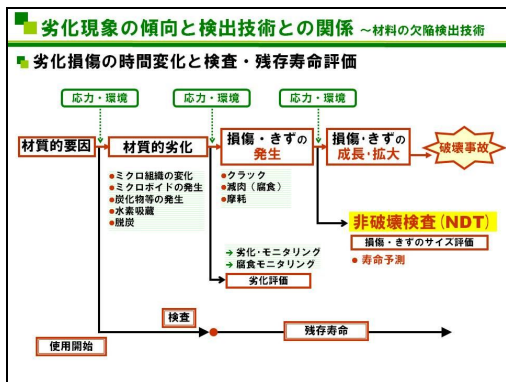 劣化現象の傾向と検出技術との関係 ～材料の欠陥検出技術
劣化損傷の時間変化と検査・残存寿命評価
応力・環境
応力・環境
応力・環境
材質的要因
材質的劣化
損傷・きずの
発生
損傷・きずの
成長・拡大
破壊事故
●ミクロ組織の変化
●ミクロボイドの発生
●炭化物等の発生
●水素吸蔵
●脱炭
●クラック
●減肉（腐食）
●摩耗
非破壊検査(NDT)
損傷・きずのサイズ評価
● 寿命予測
→ 劣化・モニタリング
→ 腐食モニタリング
劣化評価
検査
残存寿命
使用開始